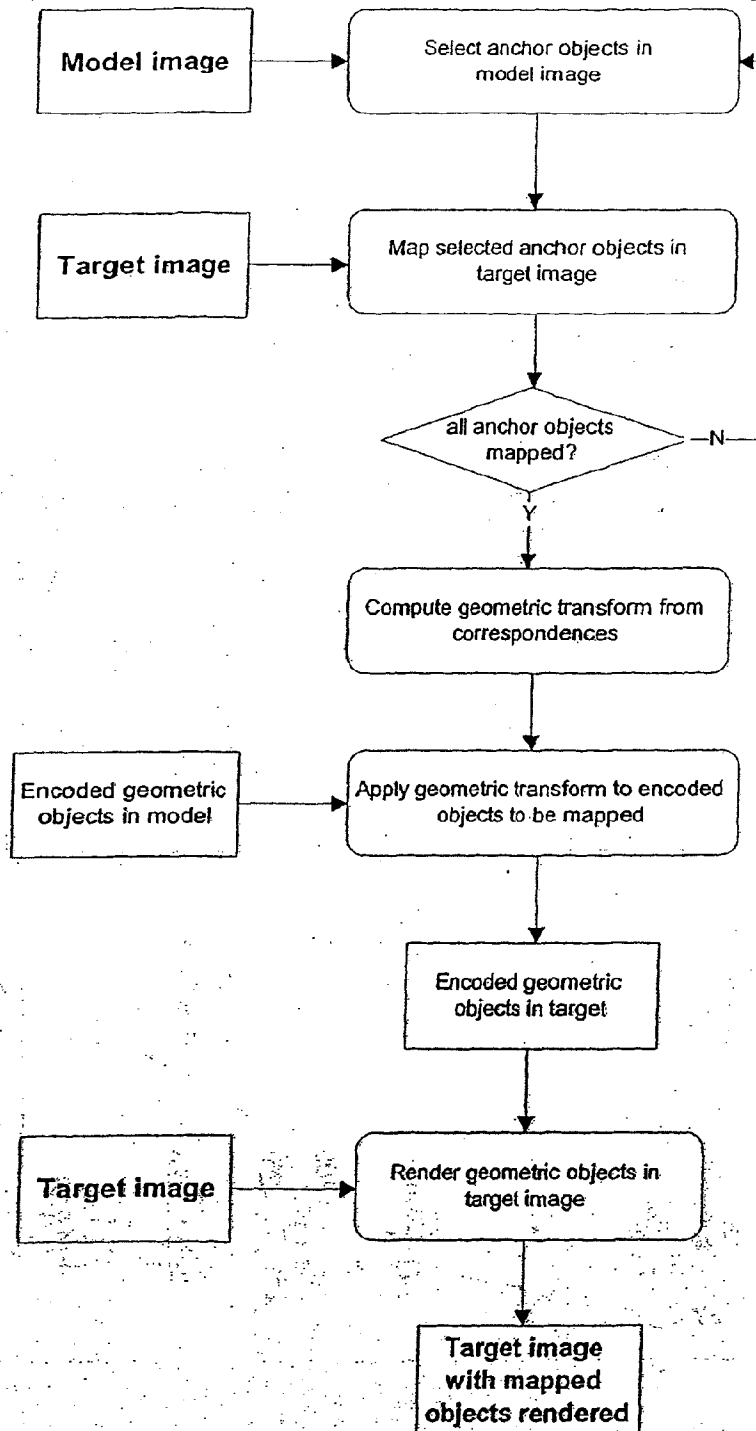 Model image
Select anchor objects in
model image
Target image
Map selected anchor objects in
target image
all anchor objects
mapped?
N
Y
Compute geometric transform from
correspondences
Encoded geometric
objects in model
Apply geometric transform to encoded
objects to be mapped
Encoded geometric
objects in target
Target image
Render geometric objects in
target image
Target image
with mapped
objects rendered